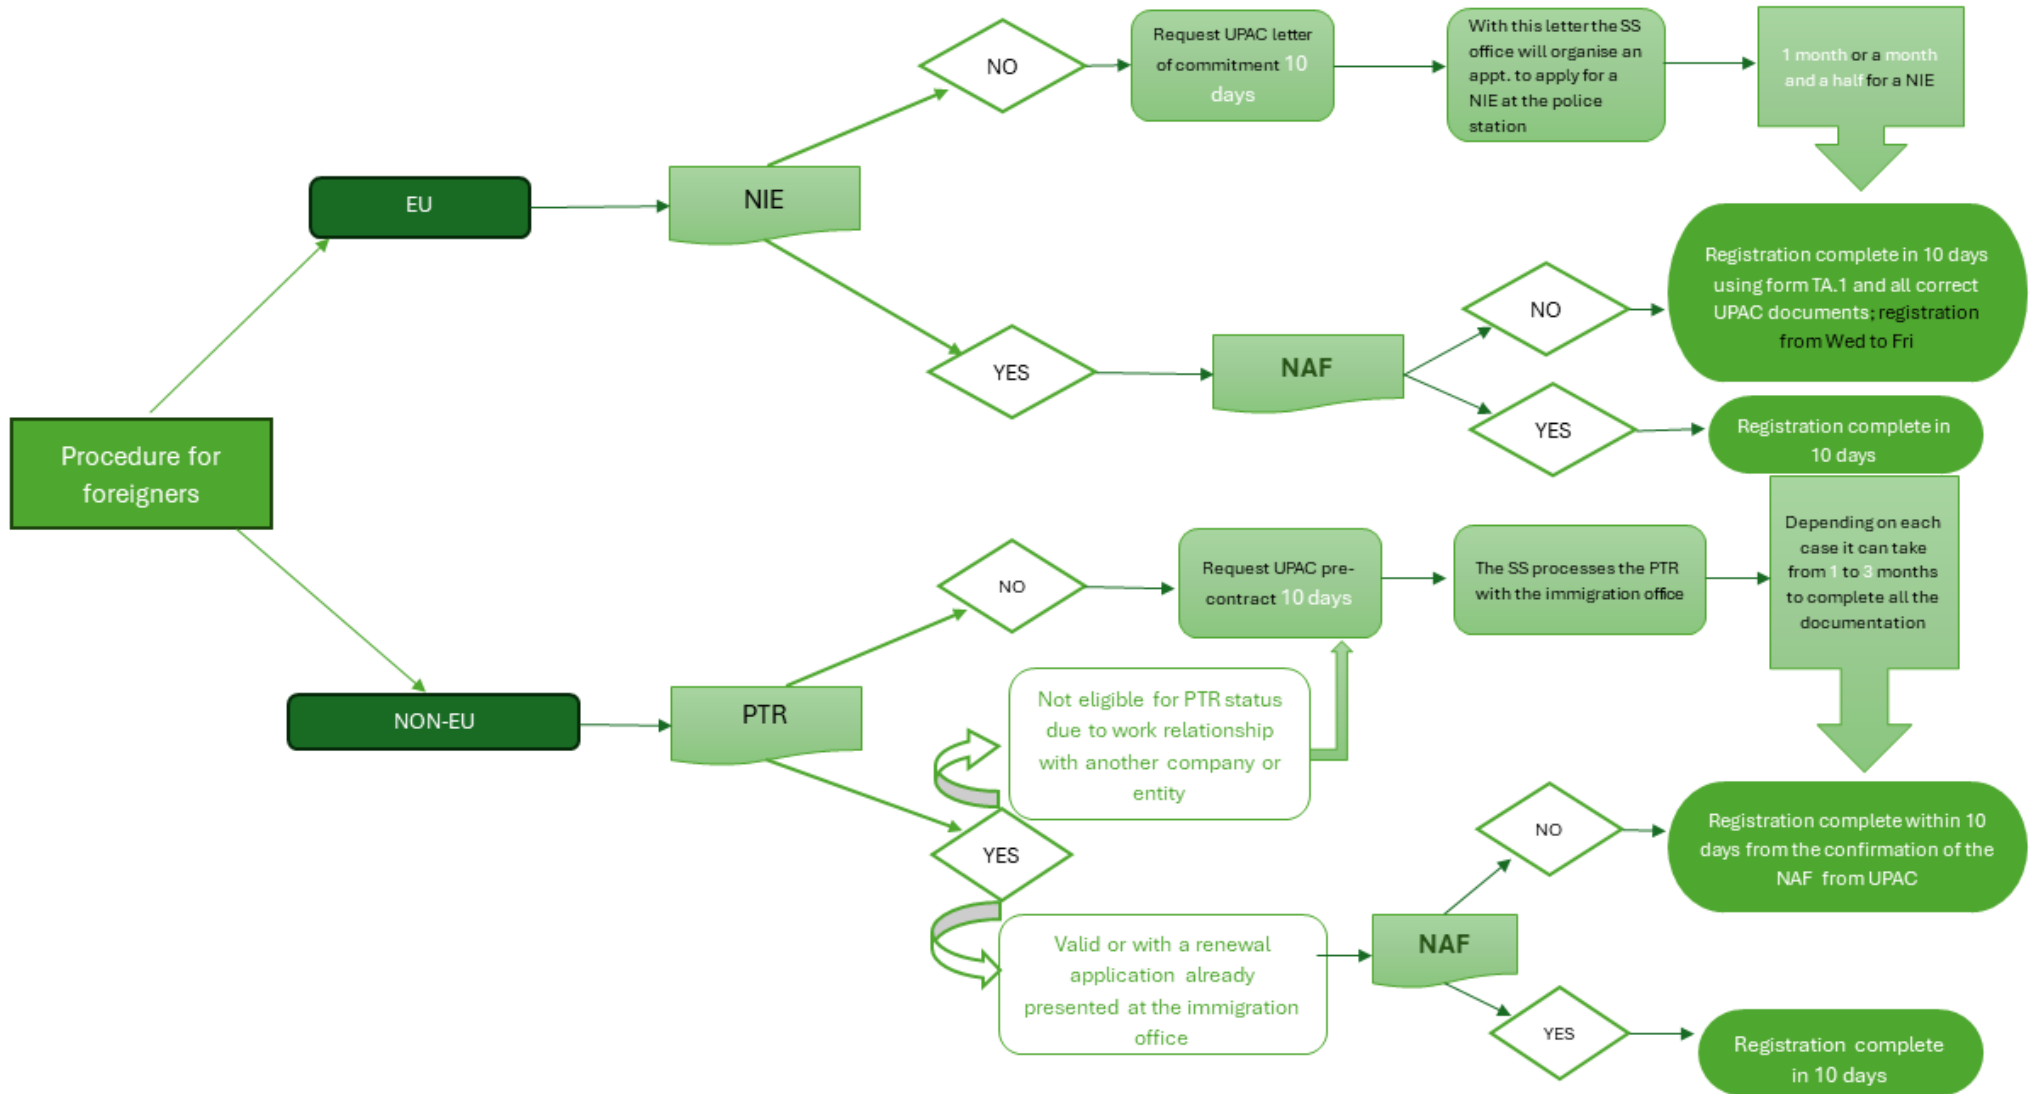 NO
Request UPAC letter
of commitment 10
days
With this letter the SS
office will organise an
appt. to apply for a
NIE at the police
station
1 month or a month
and a half for a NIE
EU
NIE
Registration complete in 10 days
using form TA.1 and all correct
UPAC documents; registration
from Wed to Fri
NO
YES
NAF
YES
Registration complete in
10 days
Procedure for
foreigners
NO
Request UPAC pre-
contract 10 days
The SS processes the PTR
with the immigration office
Depending on each
case it can take
from 1 to 3 months
to complete all the
documentation
NON-EU
PTR
Not eligible for PTR status
due to work relationship
with another company or
entity
YES
NO
Registration complete within 10
days from the confirmation of the
NAF from UPAC
Valid or with a renewal
application already
presented at the immigration
office
NAF
YES
Registration complete
in 10 days